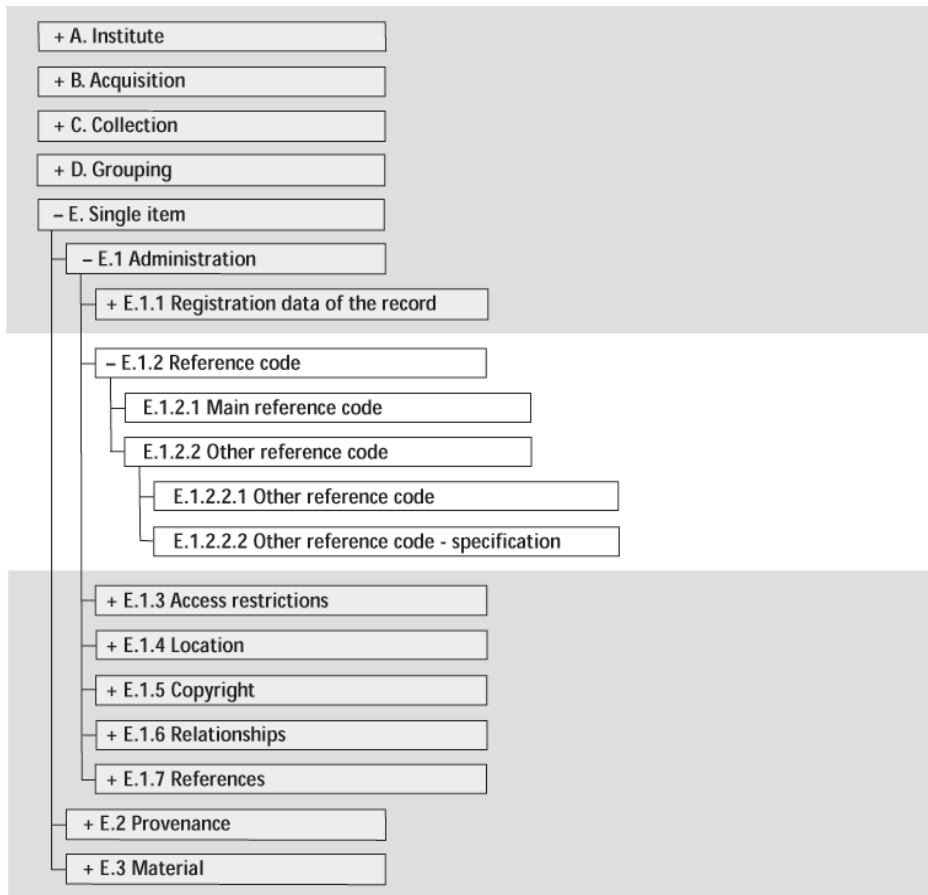 + A. Institute
+ B. Acquisition
+ C. Collection
+ D. Grouping
– E. Single item
– E.1 Administration
+ E.1.1 Registration data of the record
– E.1.2 Reference code
E.1.2.1 Main reference code
E.1.2.2 Other reference code
E.1.2.2.1 Other reference code
E.1.2.2.2 Other reference code - specification
+ E.1.3 Access restrictions
+ E.1.4 Location
+ E.1.5 Copyright
+ E.1.6 Relationships
+ E.1.7 References
+ E.2 Provenance
+ E.3 Material